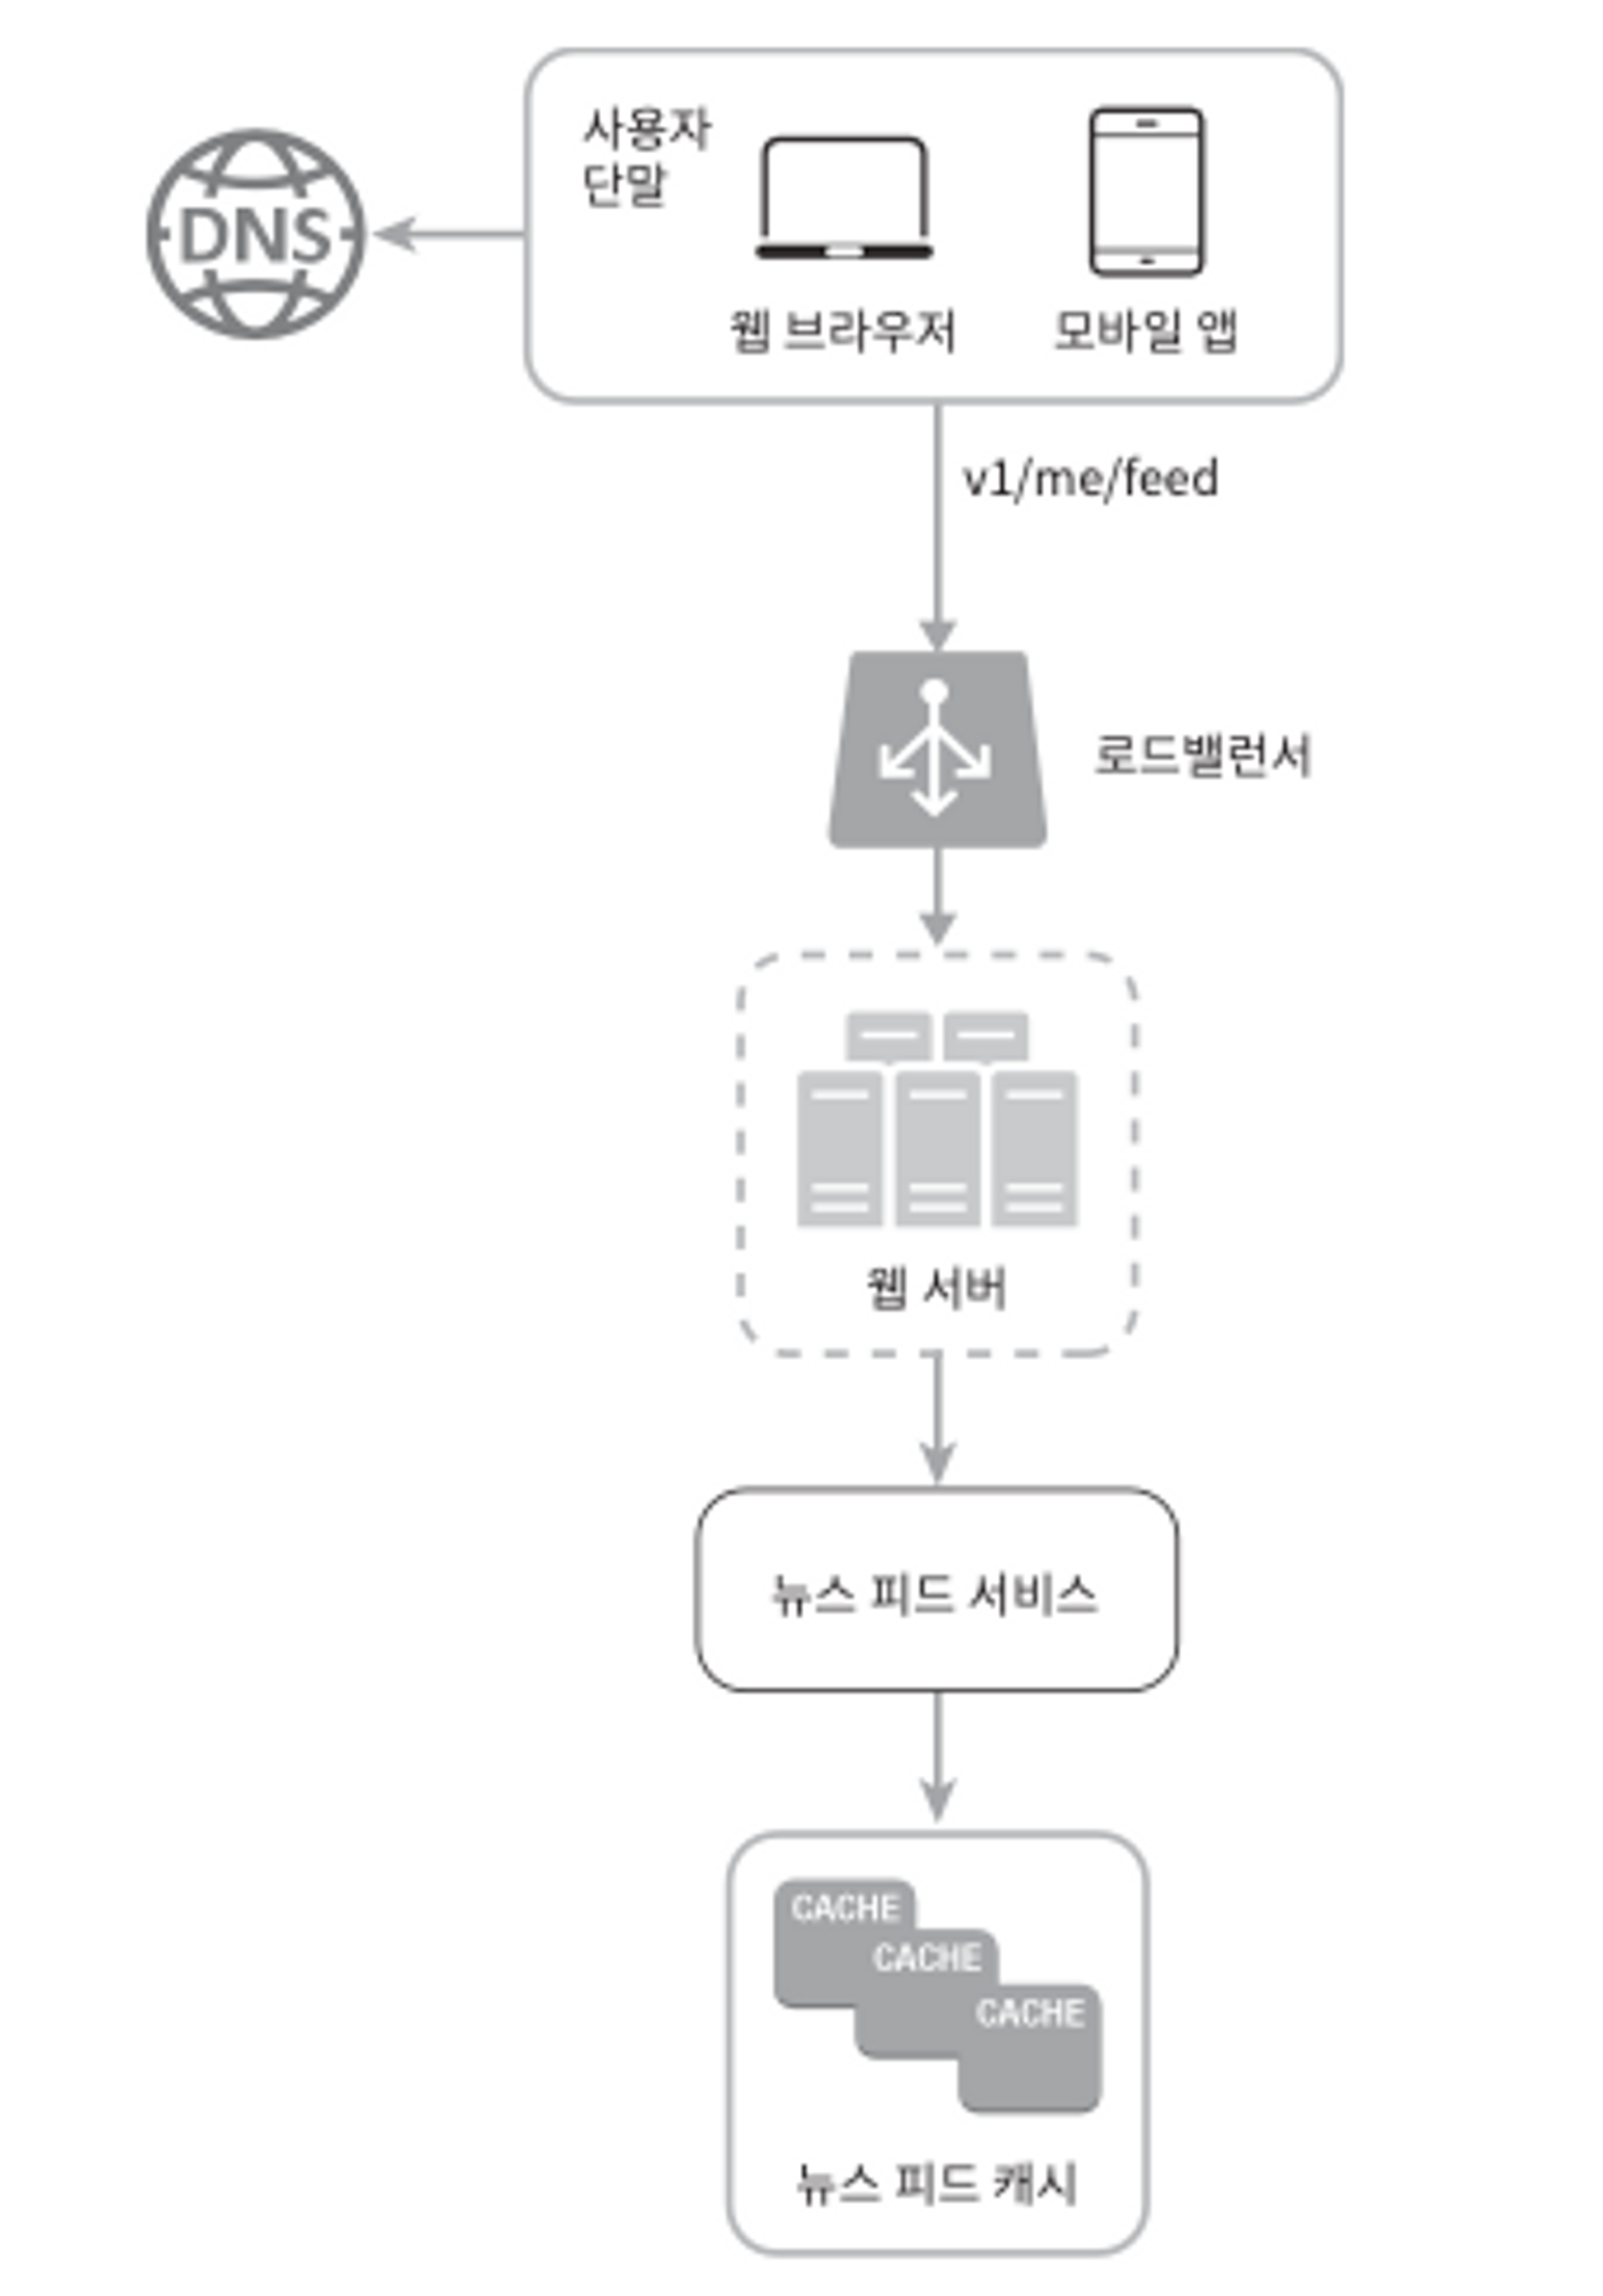 사용자
단말
DNS
웹 브라우저
모바일 앱
v1/me/feed
로드밸런서
웹 서버
뉴스 피드 서비스
CACHE
CACHE
CACHE
뉴스 피드 캐시